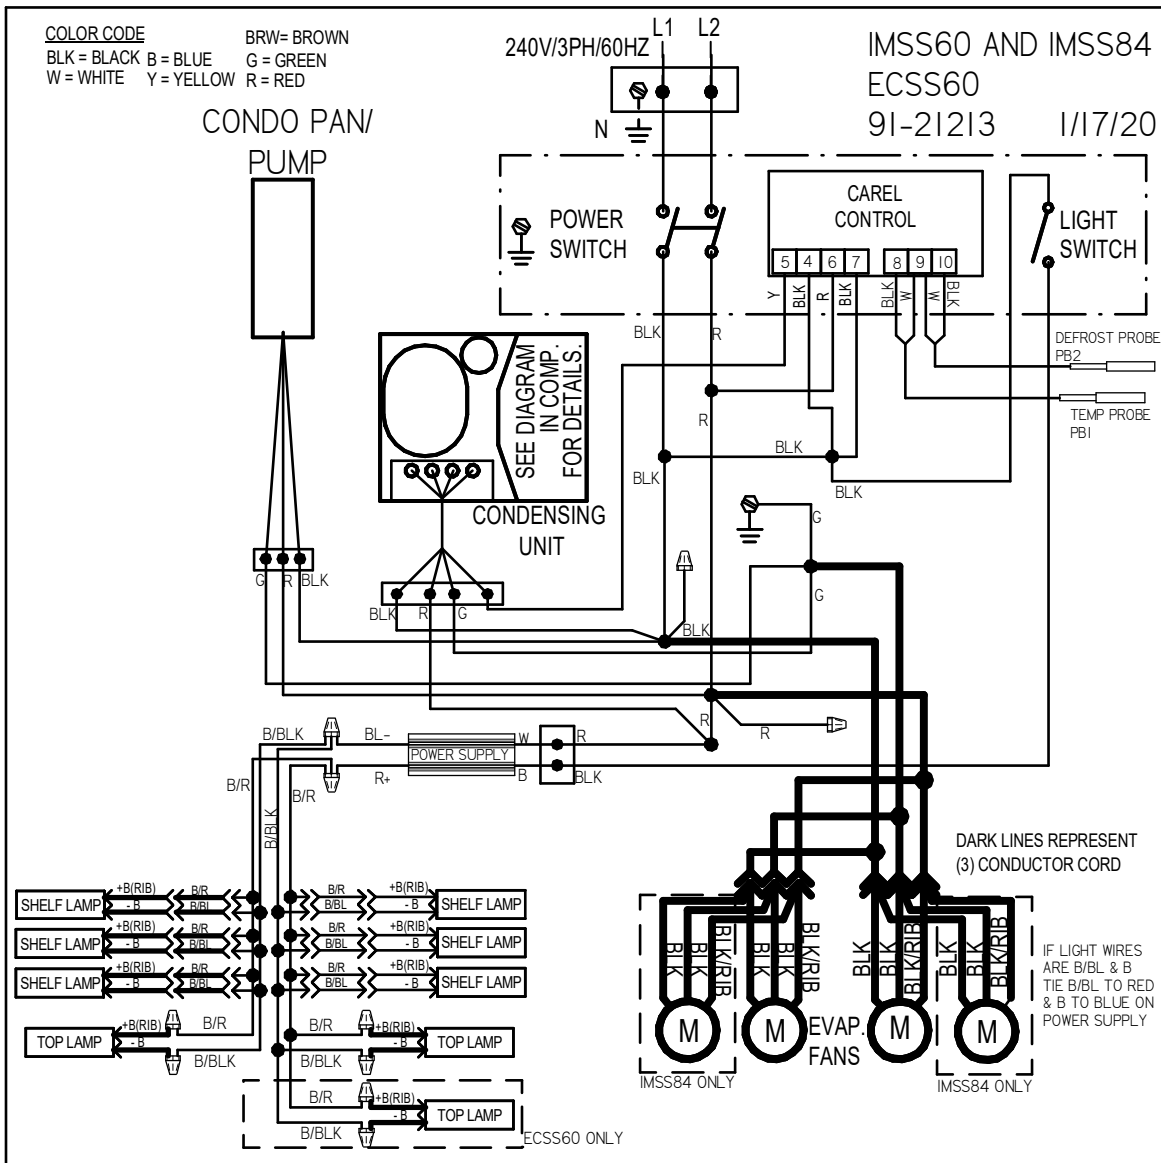 COLOR CODE
BRW= BROWN
BLK = BLACK B = BLUE G = GREEN
W = WHITE Y = YELLOW R = RED
CONDO PAN/
PUMP
240V/3PH/60HZ
L1 L2
N
IMSS60 AND IMSS84
ECSS60
91-21213 1/17/20
POWER
SWITCH
CAREL
CONTROL
5 4 6 7 8 9 10
LIGHT
SWITCH
Y BLK R BLK BLK W W BLK
BLK R
DEFROST PROBE
PB2
TEMP PROBE
PB1
SEE DIAGRAM
IN COMP.
FOR DETAILS.
CONDENSING
UNIT
R
BLK
BLK
BLK
G
G R BLK
BLK R G
G
BLK
R
R
B/BLK BL- POWER SUPPLY W R
B/R R+ B BLK
B/R
B/BLK
DARK LINES REPRESENT
(3) CONDUCTOR CORD
SHELF LAMP +B(RIB) B/R B/R +B(RIB) SHELF LAMP
- B B/BL B/BL - B
SHELF LAMP +B(RIB) B/R B/R +B(RIB) SHELF LAMP
- B B/BL B/BL - B
SHELF LAMP +B(RIB) B/R B/R +B(RIB) SHELF LAMP
- B B/BL B/BL - B
TOP LAMP +B(RIB) B/R B/R +B(RIB) TOP LAMP
- B B/BLK B/BLK - B
B/R +B(RIB) TOP LAMP
B/BLK - B
ECSS60 ONLY
BLK BLK BLK/RIB
BLK BLK BLK/RIB
BLK BLK BLK/RIB
BLK BLK BLK/RIB
M M EVAP.
FANS M M
IMSS84 ONLY
IMSS84 ONLY
IF LIGHT WIRES
ARE B/BL & B
TIE B/BL TO RED
& B TO BLUE ON
POWER SUPPLY